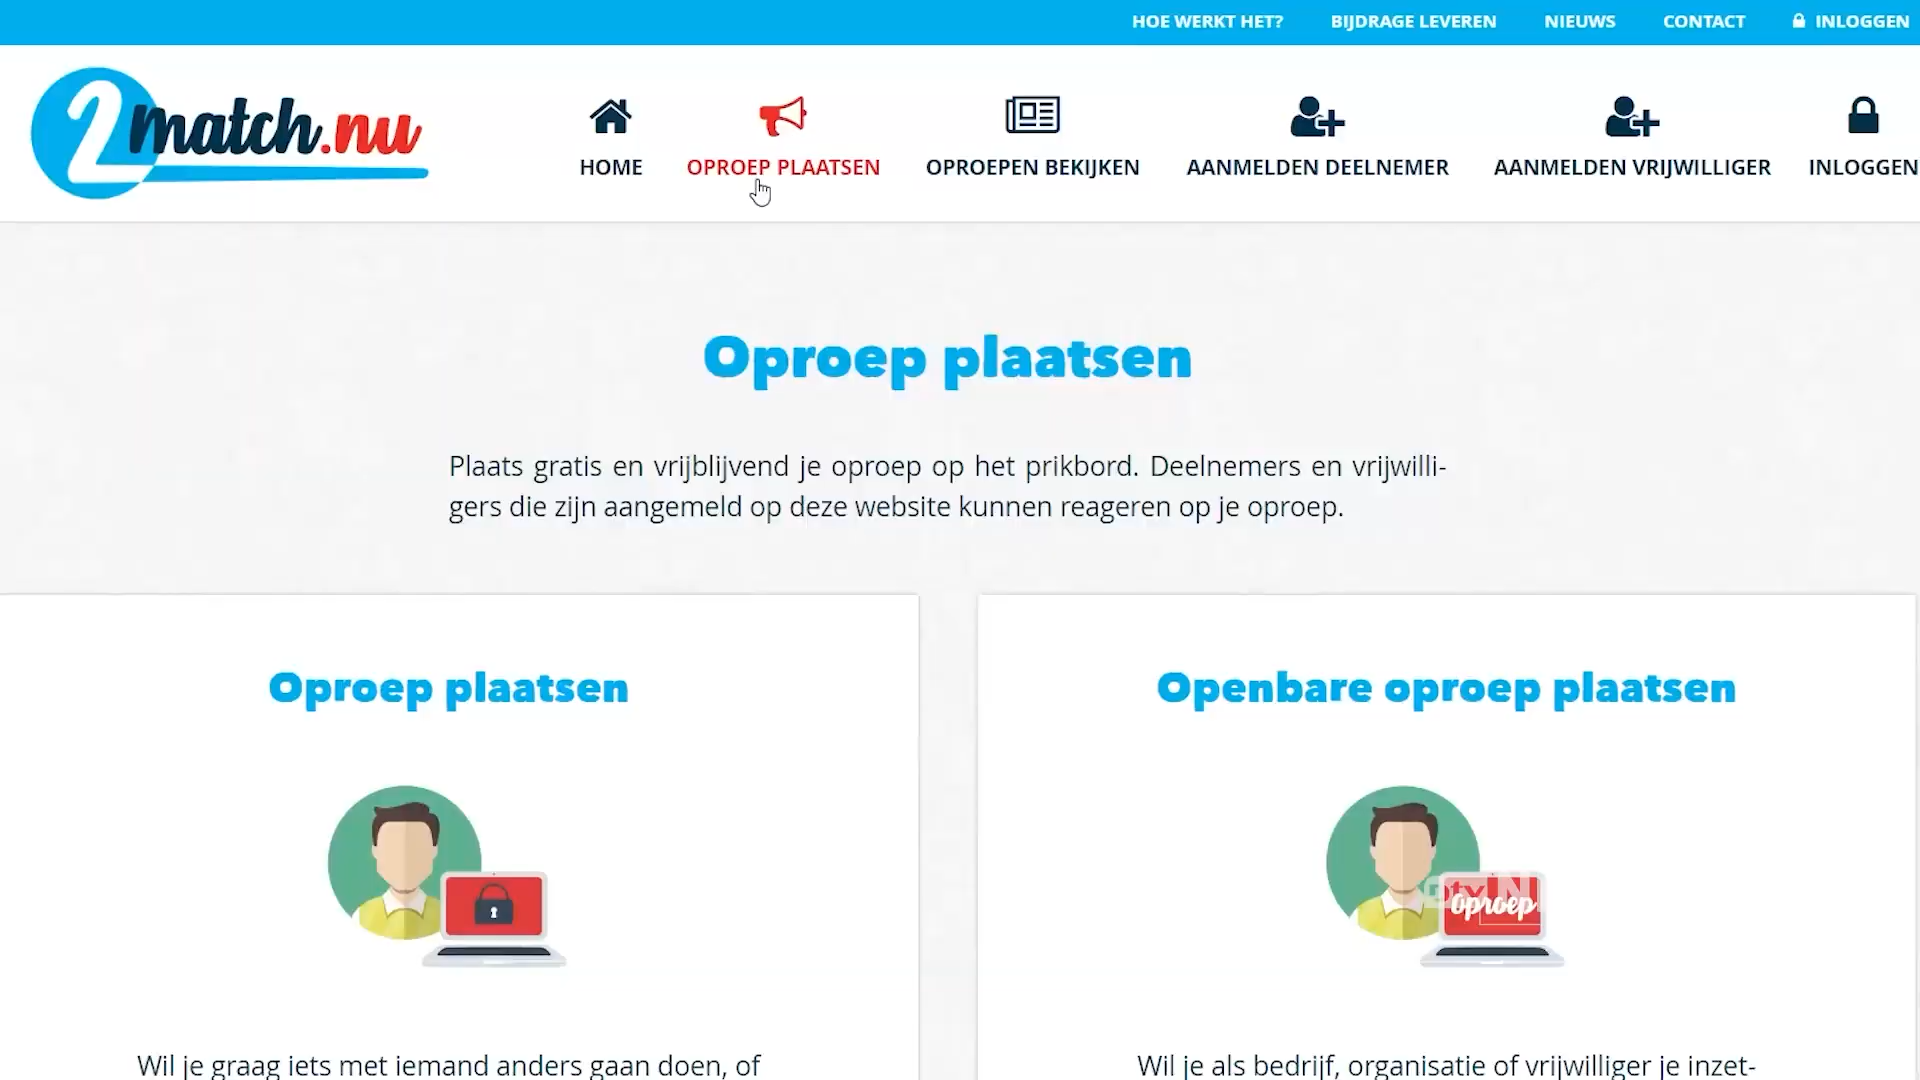 HOE WERKT HET? BIJDRAGE LEVEREN NIEUWS CONTACT INLOGGEN
2match.nu
HOME OPROEP PLAATSEN OPROEPEN BEKIJKEN AANMELDEN DEELNEMER AANMELDEN VRIJWILLIGER INLOGGEN
Oproep plaatsen
Plaats gratis en vrijblijvend je oproep op het prikbord. Deelnemers en vrijwilli-
gers die zijn aangemeld op deze website kunnen reageren op je oproep.
Oproep plaatsen
Wil je graag iets met iemand anders gaan doen, of
Openbare oproep plaatsen
Oproep
Wil je als bedrijf, organisatie of vrijwilliger je inzet-